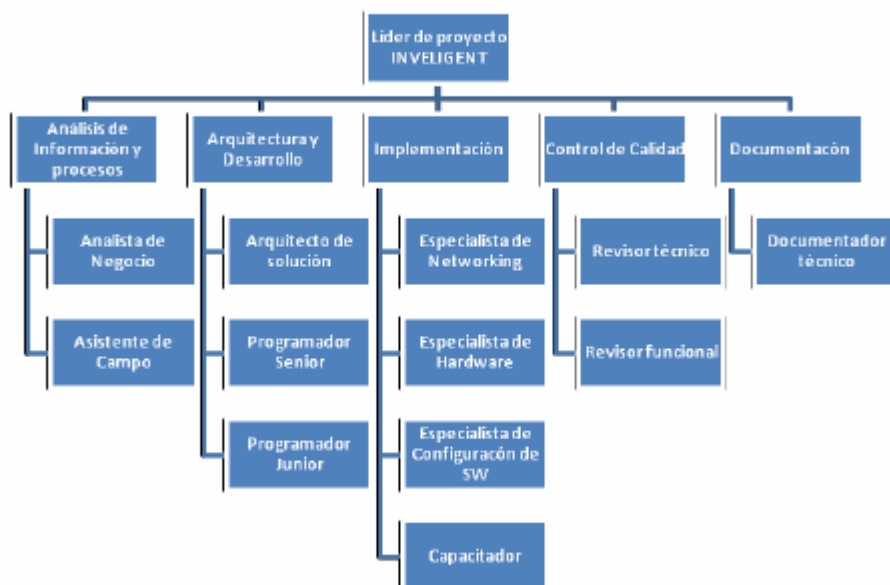 Lider de proyecto
INVELIGENT
Análisis de
Información y
procesos
Arquitectura y
Desarrollo
Implementación
Control de Calidad
Documentacón
Analista de
Negocio
Arquitecto de
solución
Especialista de
Networking
Revisor técnico
Documentador
técnico
Asistente de
Campo
Programador
Senior
Especialista de
Hardware
Revisor funcional
Programador
Junior
Especialista de
Configuracón de
SW
Capacitador